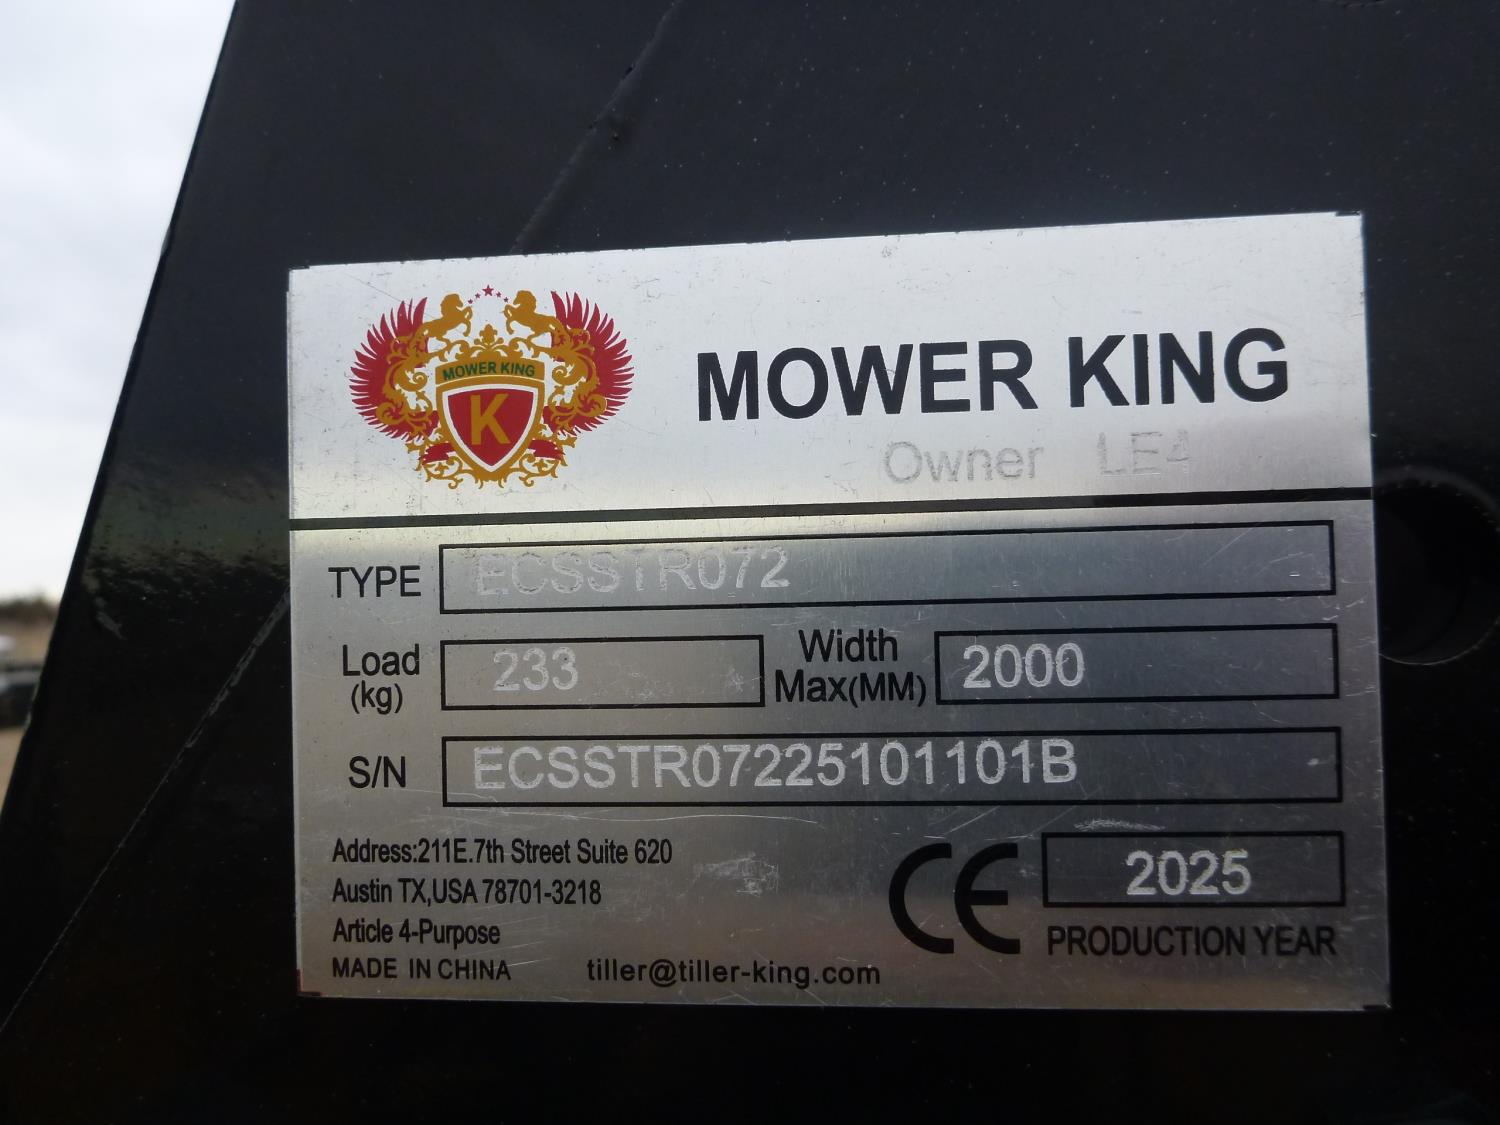 MOWER KING
K
MOWER KING
Owner LE4
TYPE ECSSTR072
Load (kg) 233 Width Max(MM) 2000
S/N ECSSTR07225101101B
Address:211E.7th Street Suite 620
Austin TX,USA 78701-3218
Article 4-Purpose
MADE IN CHINA tiller@tiller-king.com
CE 2025
PRODUCTION YEAR